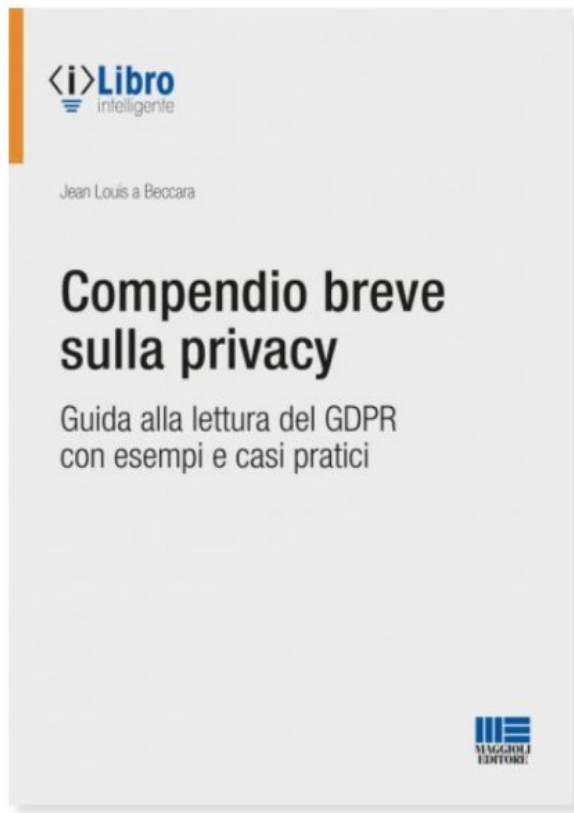 <i>Libro
intelligente
Jean Louis a Beccara
Compendio breve
sulla privacy
Guida alla lettura del GDPR
con esempi e casi pratici
MAGGIOLI
EDITORE